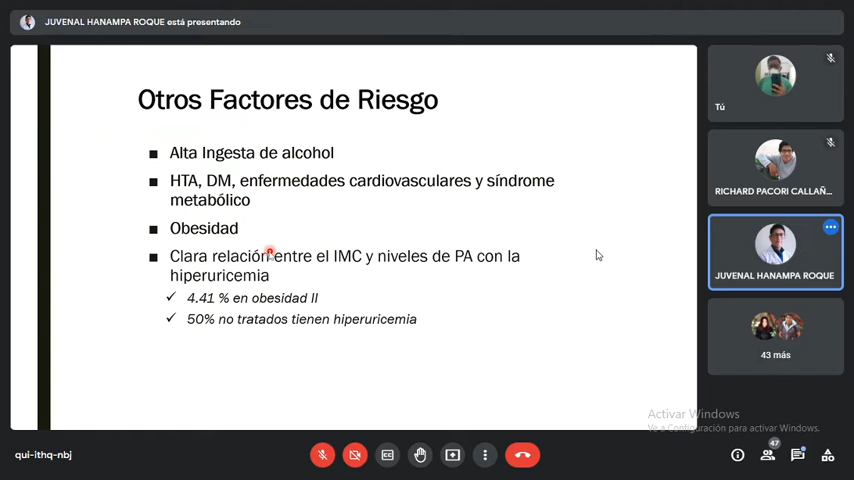 JUVENAL HANAMPA ROQUE está presentando
Otros Factores de Riesgo
■ Alta Ingesta de alcohol
■ HTA, DM, enfermedades cardiovasculares y síndrome
metabólico
■ Obesidad
■ Clara relación entre el IMC y niveles de PA con la
hiperuricemia
✓ 4.41 % en obesidad II
✓ 50% no tratados tienen hiperuricemia
Tú
RICHARD PACORI CALLAÑ...
JUVENAL HANAMPA ROQUE
43 más
Activar Windows
Ve a Configuración para activar Windows.
qui-ithq-nbj
47